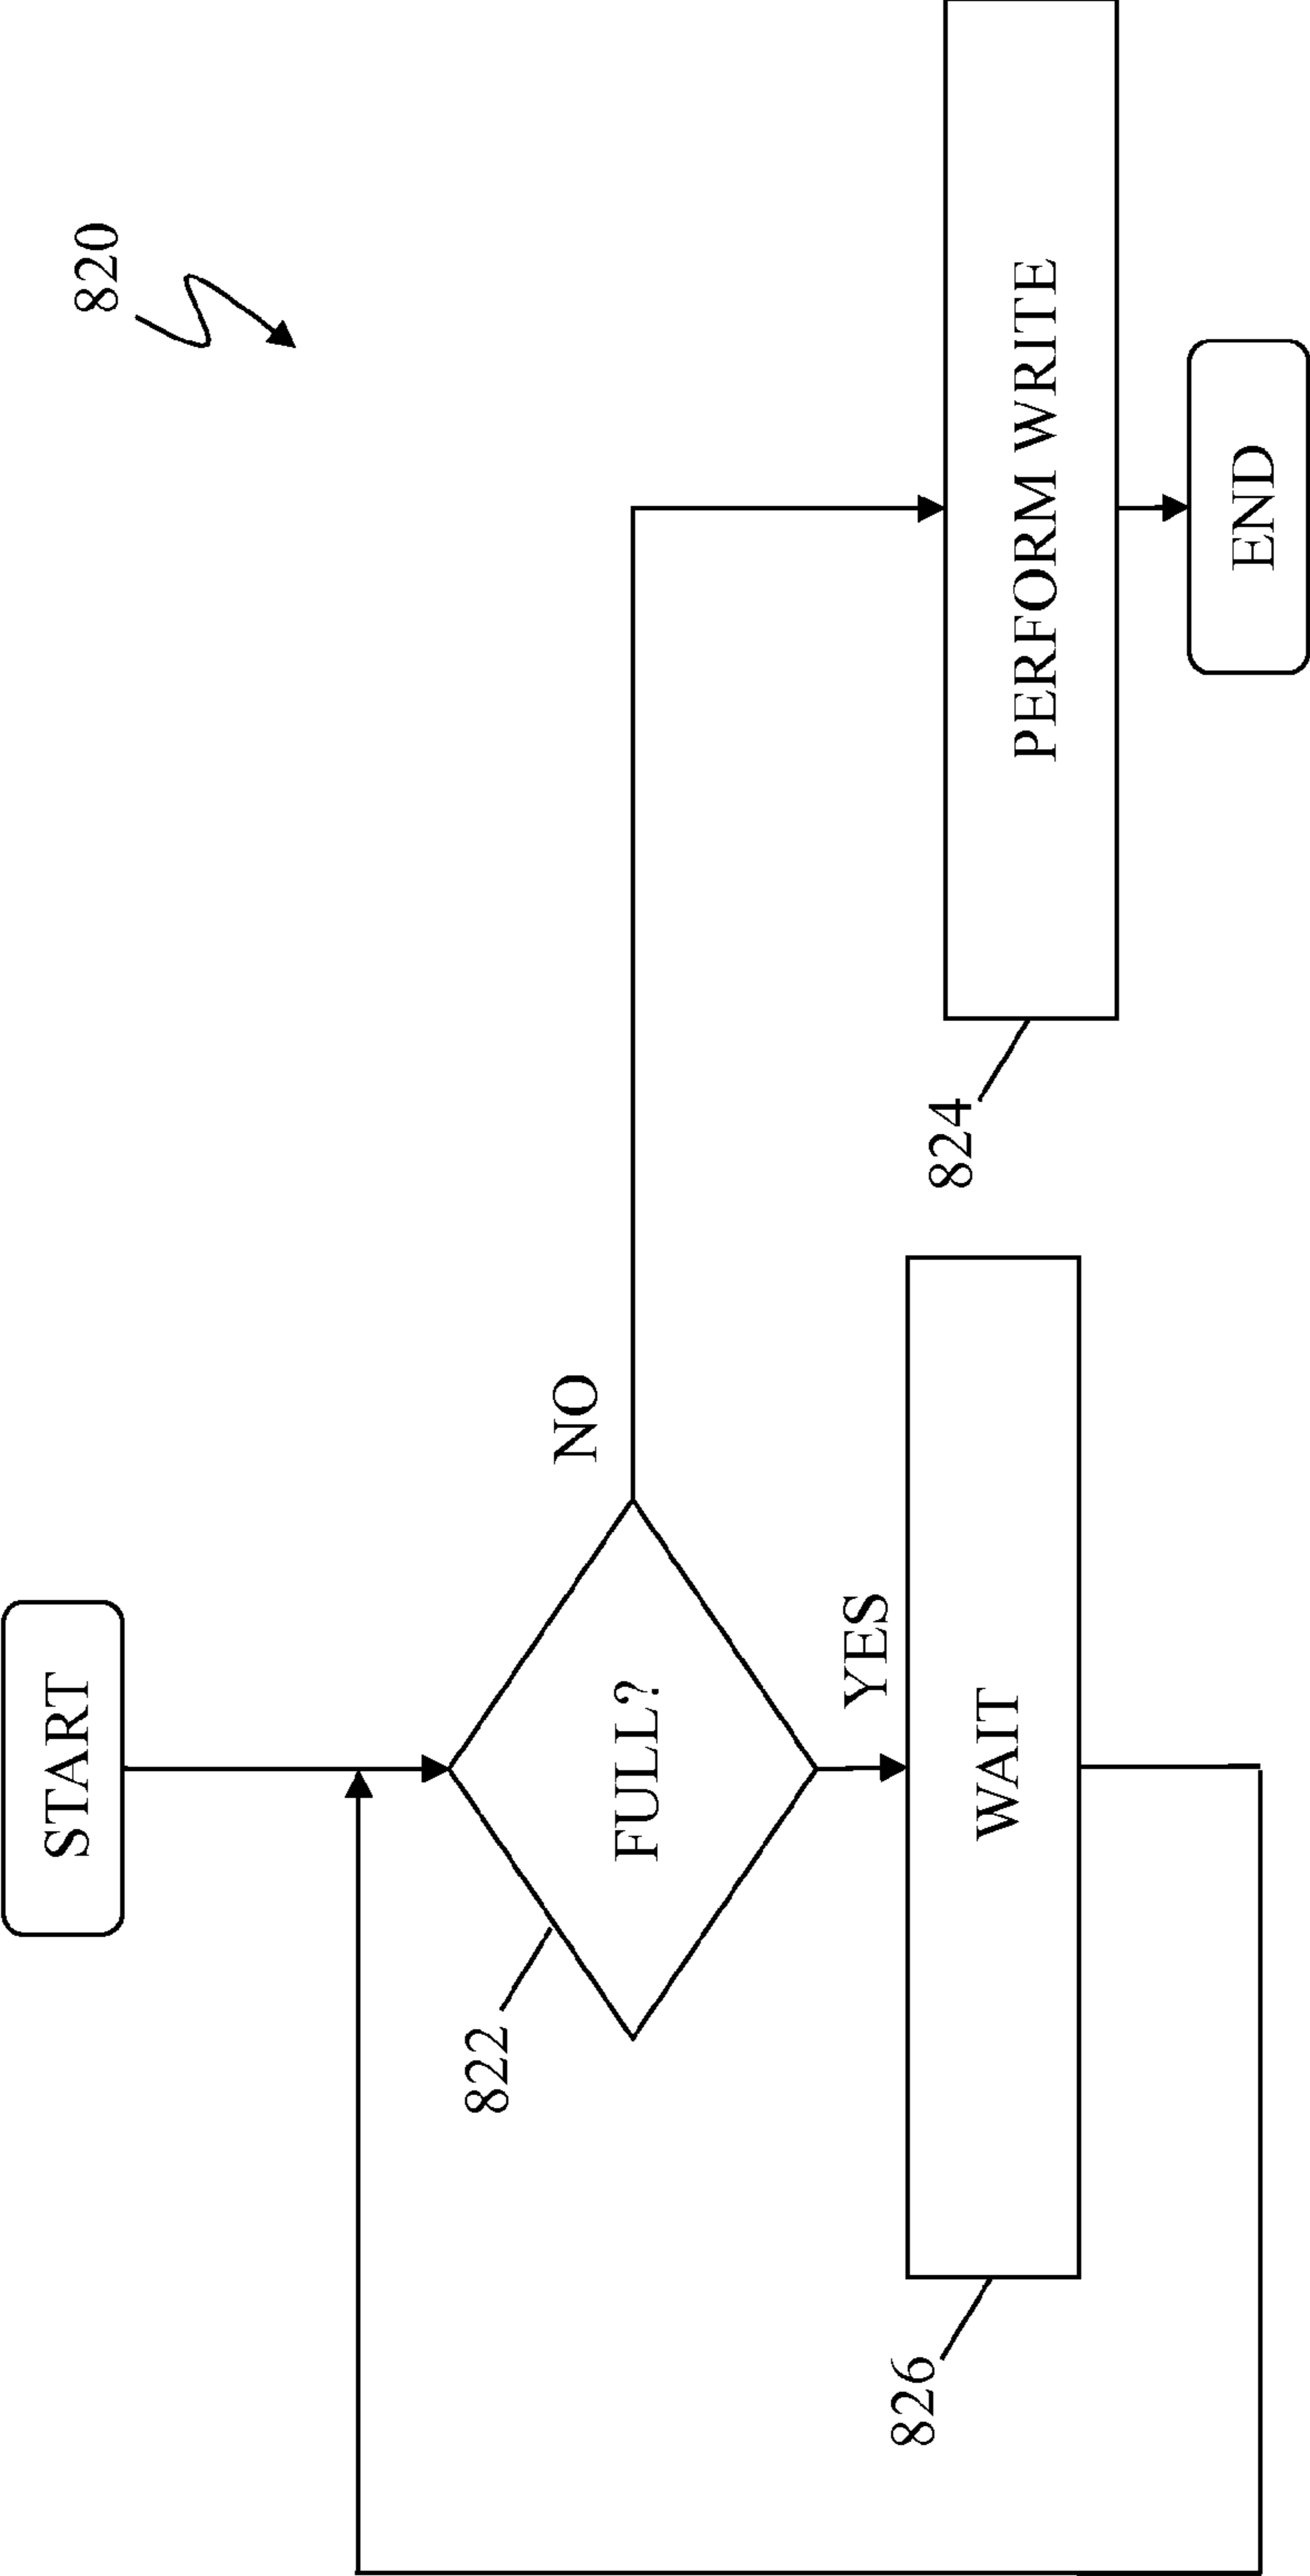 820
START
822
FULL?
NO
YES
826
WAIT
824
PERFORM WRITE
END